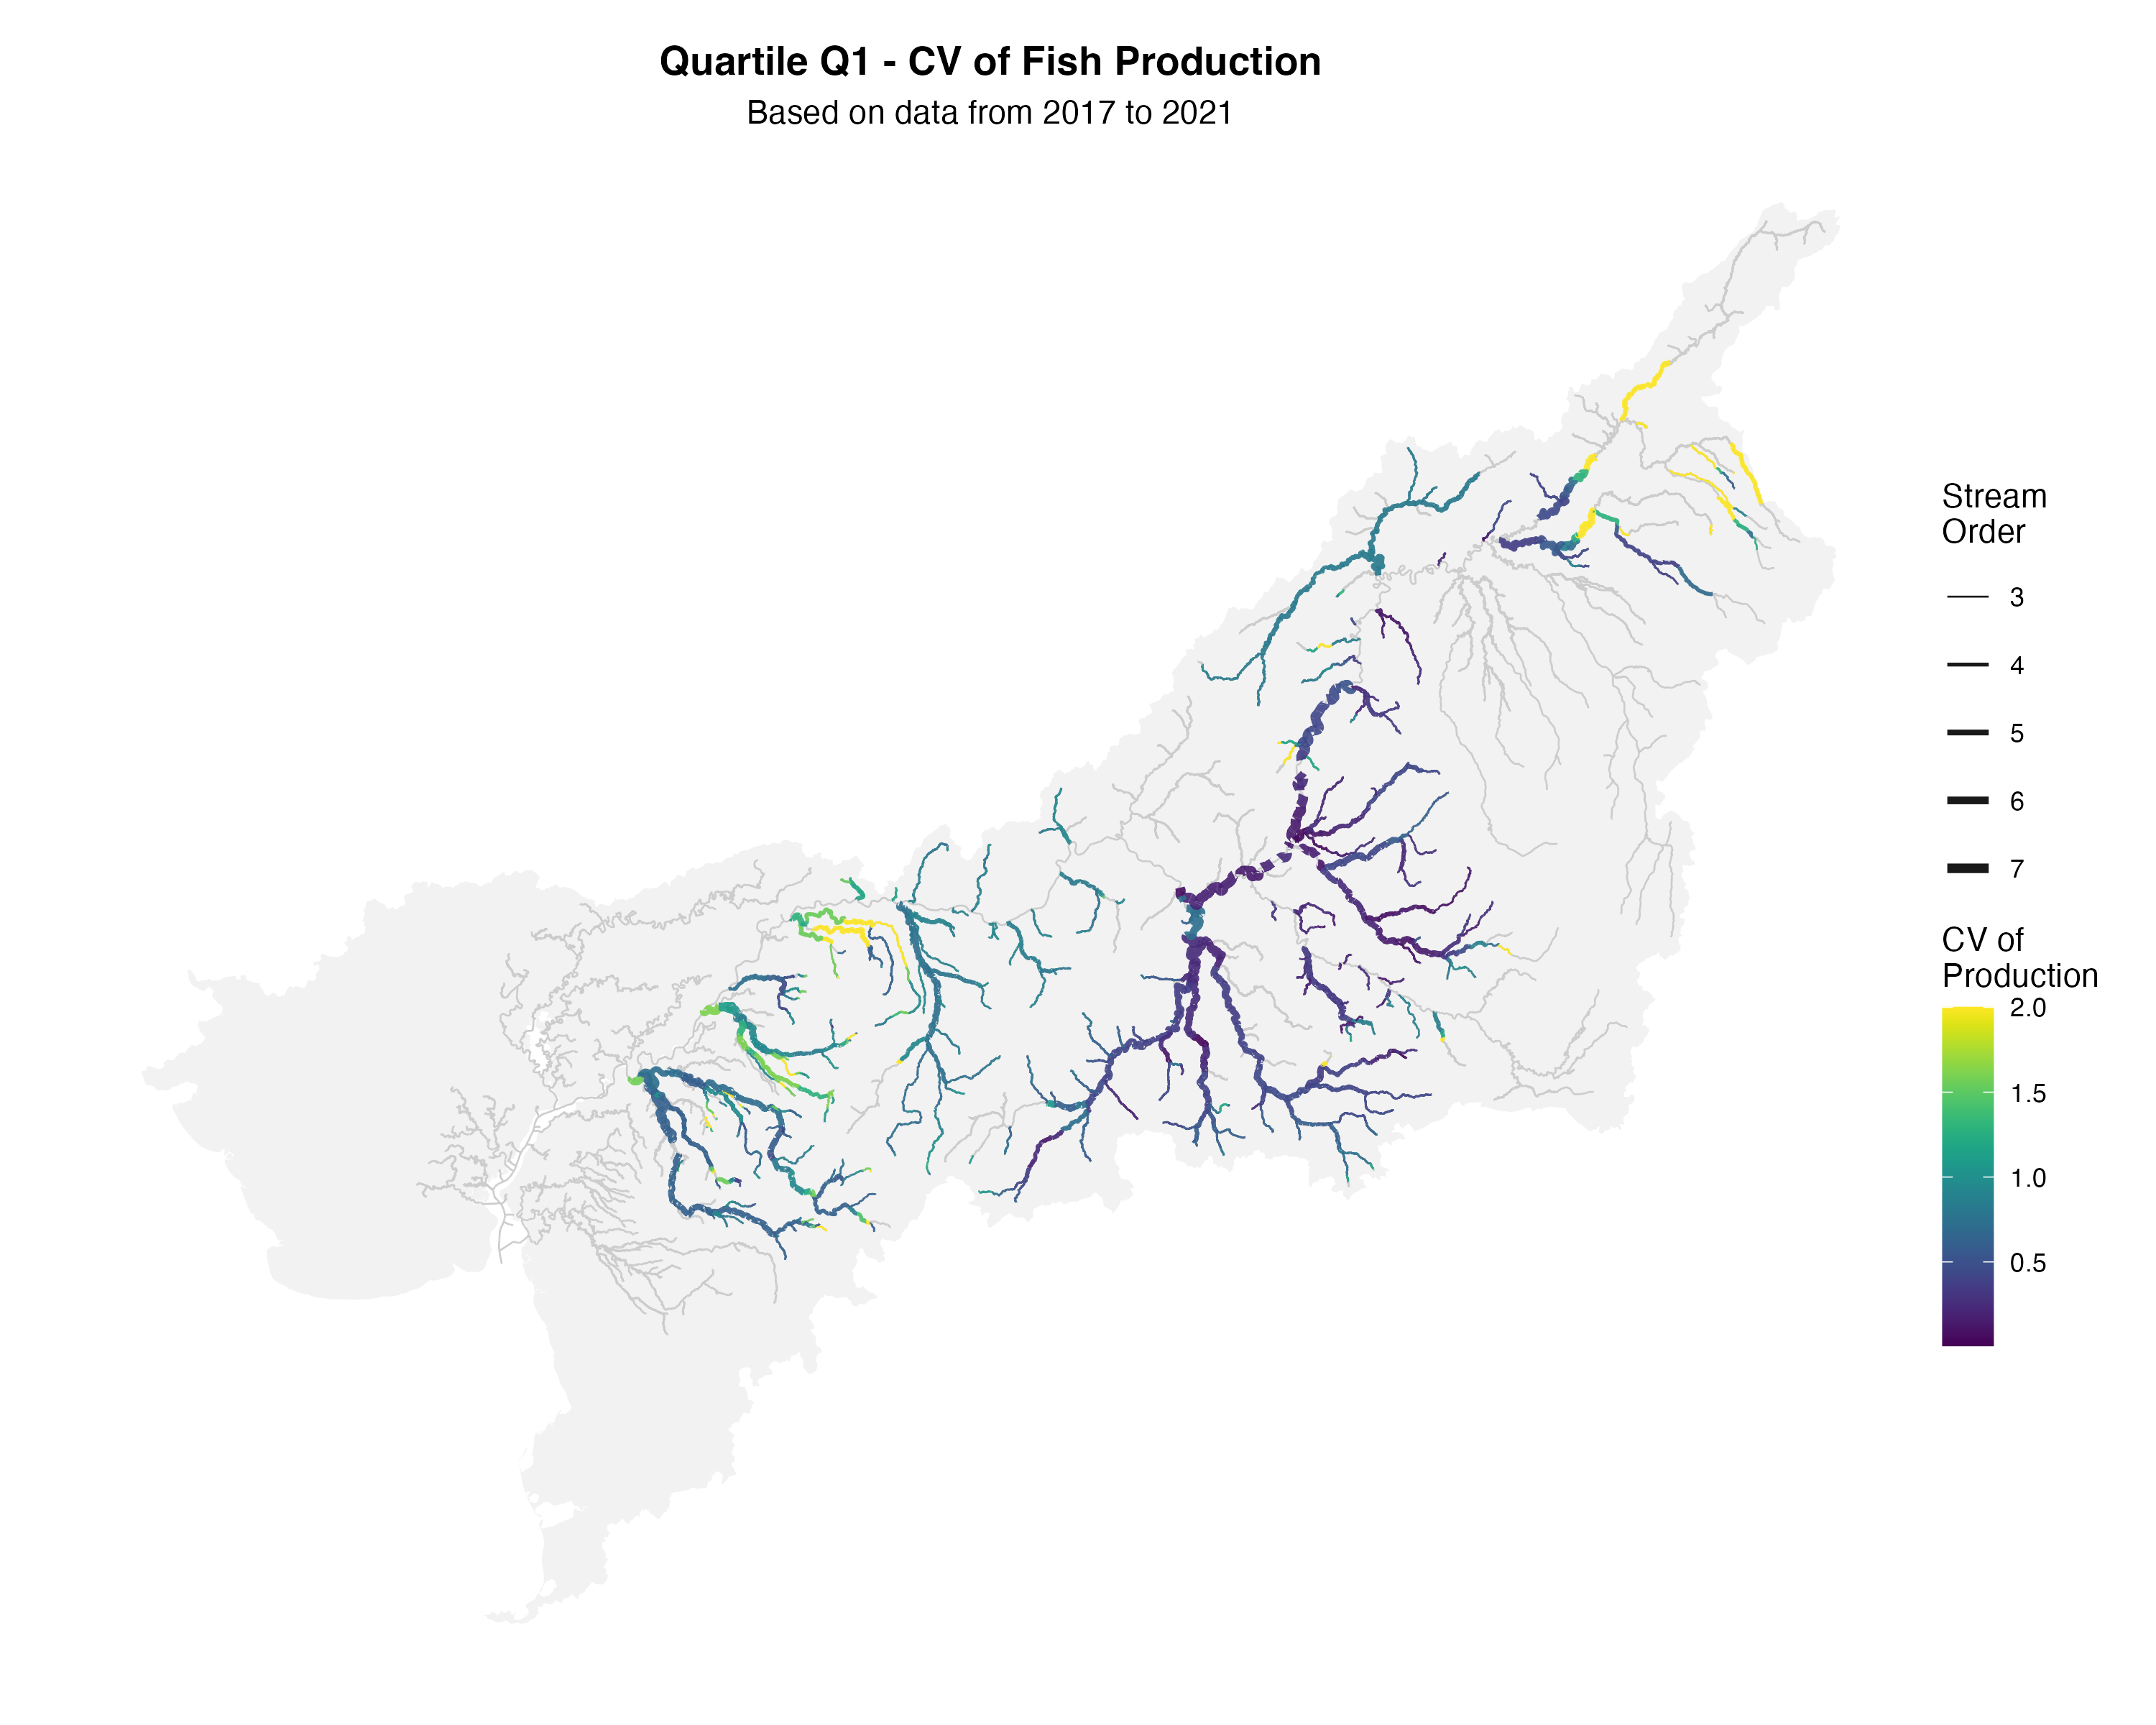 Quartile Q1 - CV of Fish Production
Based on data from 2017 to 2021
Stream
Order
3
4
5
6
7
CV of
Production
2.0
1.5
1.0
0.5